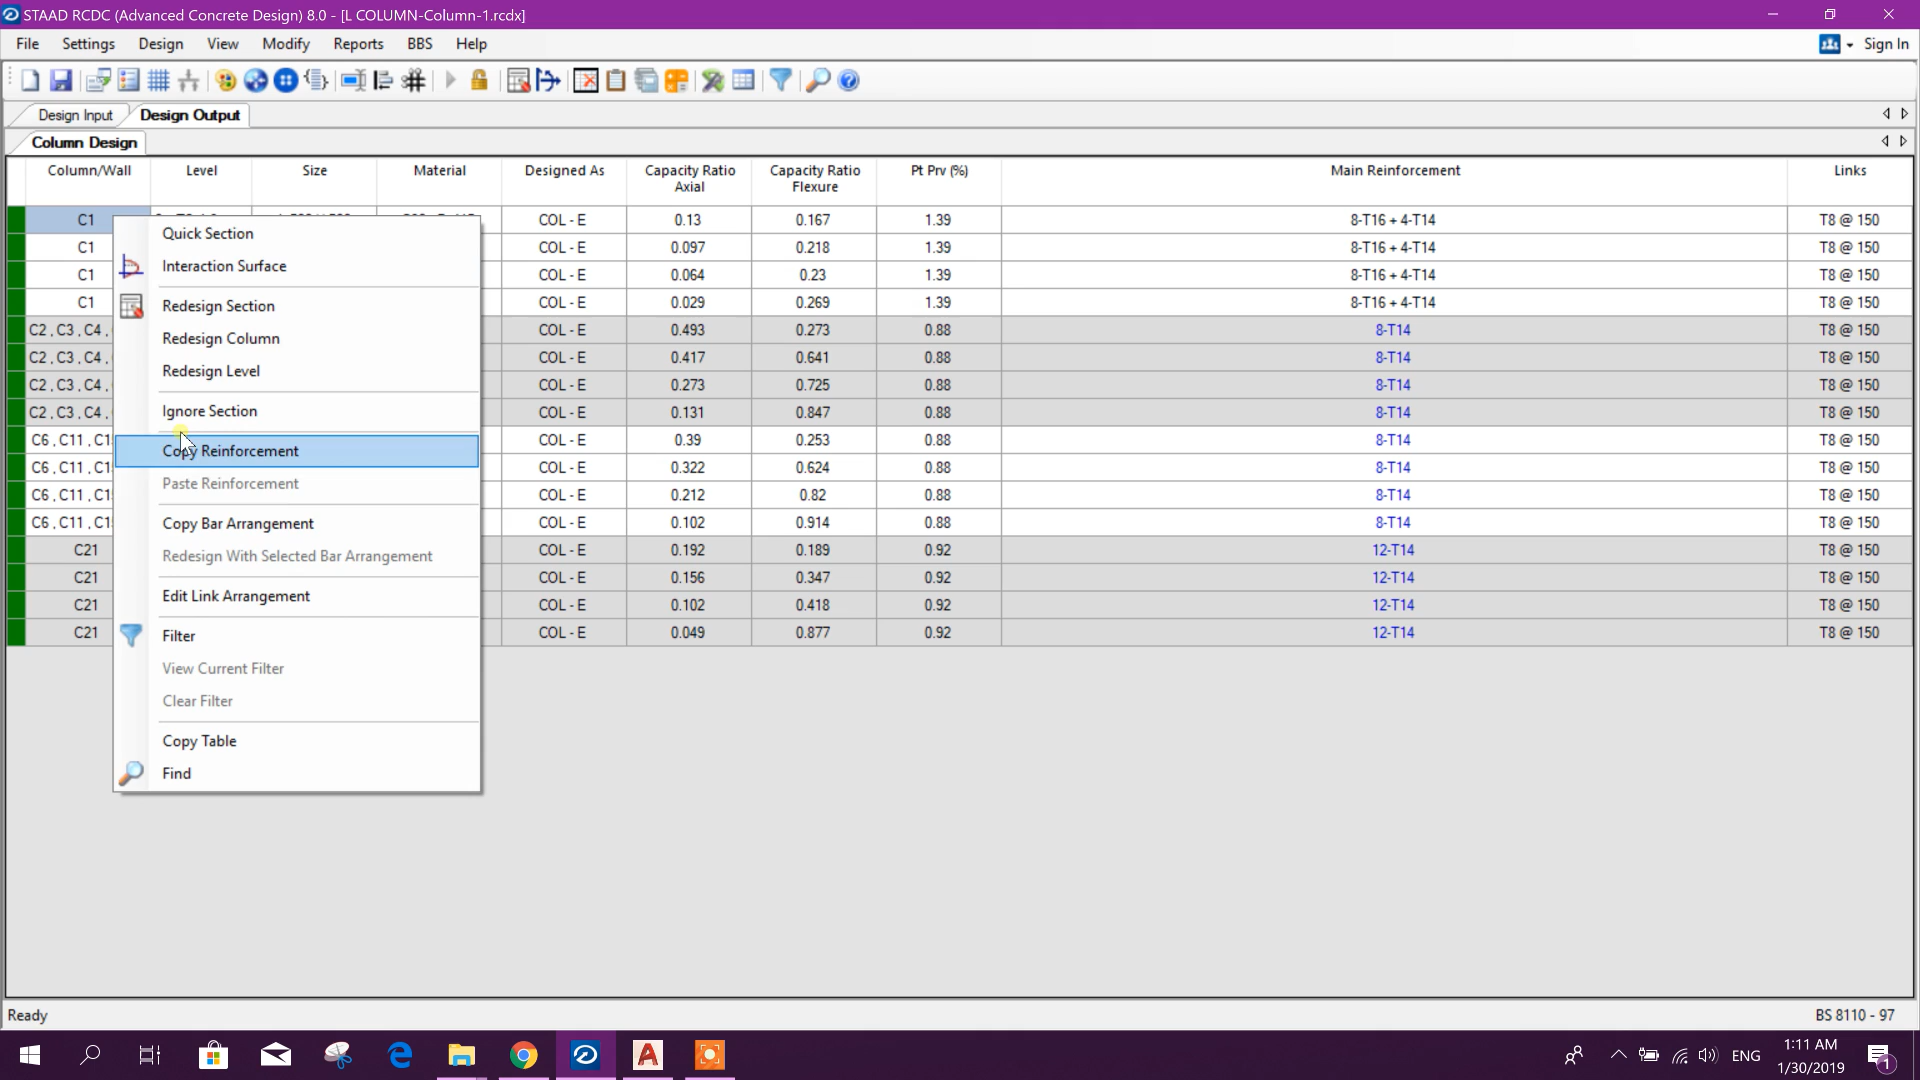 STAAD RCDC (Advanced Concrete Design) 8.0 - [L COLUMN-Column-1.rcdx]
File Settings Design View Modify Reports BBS Help Sign In
Design Input Design Output
Column Design
Column/Wall Level Size Material Designed As Capacity Ratio Axial Capacity Ratio Flexure Pt Prv (%) Main Reinforcement Links
C1 COL - E 0.13 0.167 1.39 8-T16 + 4-T14 T8 @ 150
C1 COL - E 0.097 0.218 1.39 8-T16 + 4-T14 T8 @ 150
C1 COL - E 0.064 0.23 1.39 8-T16 + 4-T14 T8 @ 150
C1 COL - E 0.029 0.269 1.39 8-T16 + 4-T14 T8 @ 150
C2 , C3 , C4 , COL - E 0.493 0.273 0.88 8-T14 T8 @ 150
C2 , C3 , C4 , COL - E 0.417 0.641 0.88 8-T14 T8 @ 150
C2 , C3 , C4 , COL - E 0.273 0.725 0.88 8-T14 T8 @ 150
C2 , C3 , C4 , COL - E 0.131 0.847 0.88 8-T14 T8 @ 150
C6 , C11 , COL - E 0.39 0.253 0.88 8-T14 T8 @ 150
C6 , C11 , COL - E 0.322 0.624 0.88 8-T14 T8 @ 150
C6 , C11 , COL - E 0.212 0.82 0.88 8-T14 T8 @ 150
C6 , C11 , COL - E 0.102 0.914 0.88 8-T14 T8 @ 150
C21 COL - E 0.192 0.189 0.92 12-T14 T8 @ 150
C21 COL - E 0.156 0.347 0.92 12-T14 T8 @ 150
C21 COL - E 0.102 0.418 0.92 12-T14 T8 @ 150
C21 COL - E 0.049 0.877 0.92 12-T14 T8 @ 150
Quick Section
Interaction Surface
Redesign Section
Redesign Column
Redesign Level
Ignore Section
Copy Reinforcement
Paste Reinforcement
Copy Bar Arrangement
Redesign With Selected Bar Arrangement
Edit Link Arrangement
Filter
View Current Filter
Clear Filter
Copy Table
Find
Ready BS 8110 - 97
ENG
1:11 AM
1/30/2019
1